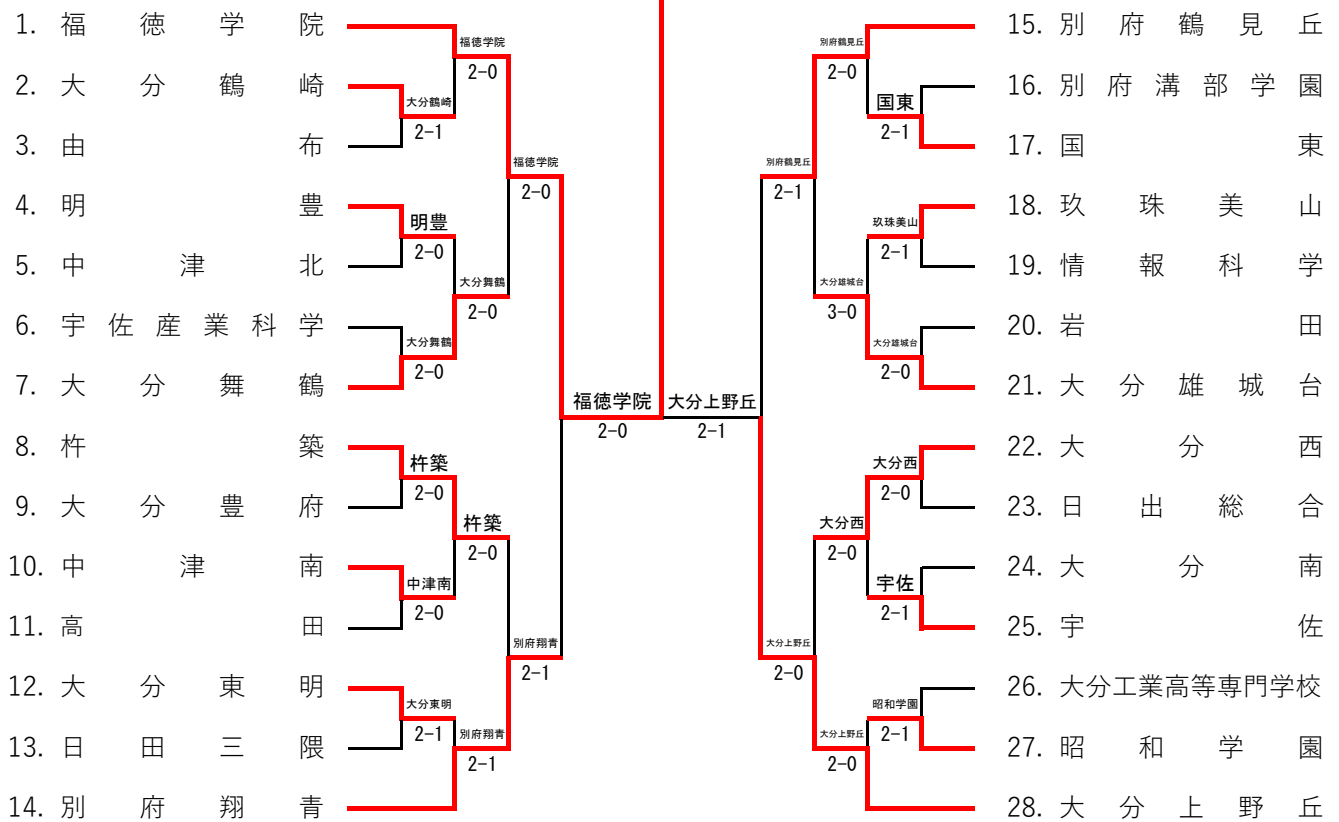 1. 福徳学院
2. 大分鶴崎
3. 由布
4. 明豊
5. 中津北
6. 宇佐産業科学
7. 大分舞鶴
8. 杵築
9. 大分豊府
10. 中津南
11. 高田
12. 大分東明
13. 日田三隈
14. 別府翔青
大分鶴崎
2-1
明豊
2-0
大分舞鶴
2-0
杵築
2-0
中津南
2-0
大分東明
2-1
福徳学院
2-0
大分舞鶴
2-0
杵築
2-0
別府翔青
2-1
福徳学院
2-0
別府翔青
2-1
福徳学院
2-0
大分上野丘
2-1
別府鶴見丘
2-1
大分上野丘
2-0
別府鶴見丘
2-0
大分雄城台
3-0
大分西
2-0
大分上野丘
2-0
国東
2-1
玖珠美山
2-1
大分雄城台
2-0
大分西
2-0
宇佐
2-1
昭和学園
2-1
15. 別府鶴見丘
16. 別府溝部学園
17. 国東
18. 玖珠美山
19. 情報科学
20. 岩田
21. 大分雄城台
22. 大分西
23. 日出総合
24. 大分南
25. 宇佐
26. 大分工業高等専門学校
27. 昭和学園
28. 大分上野丘